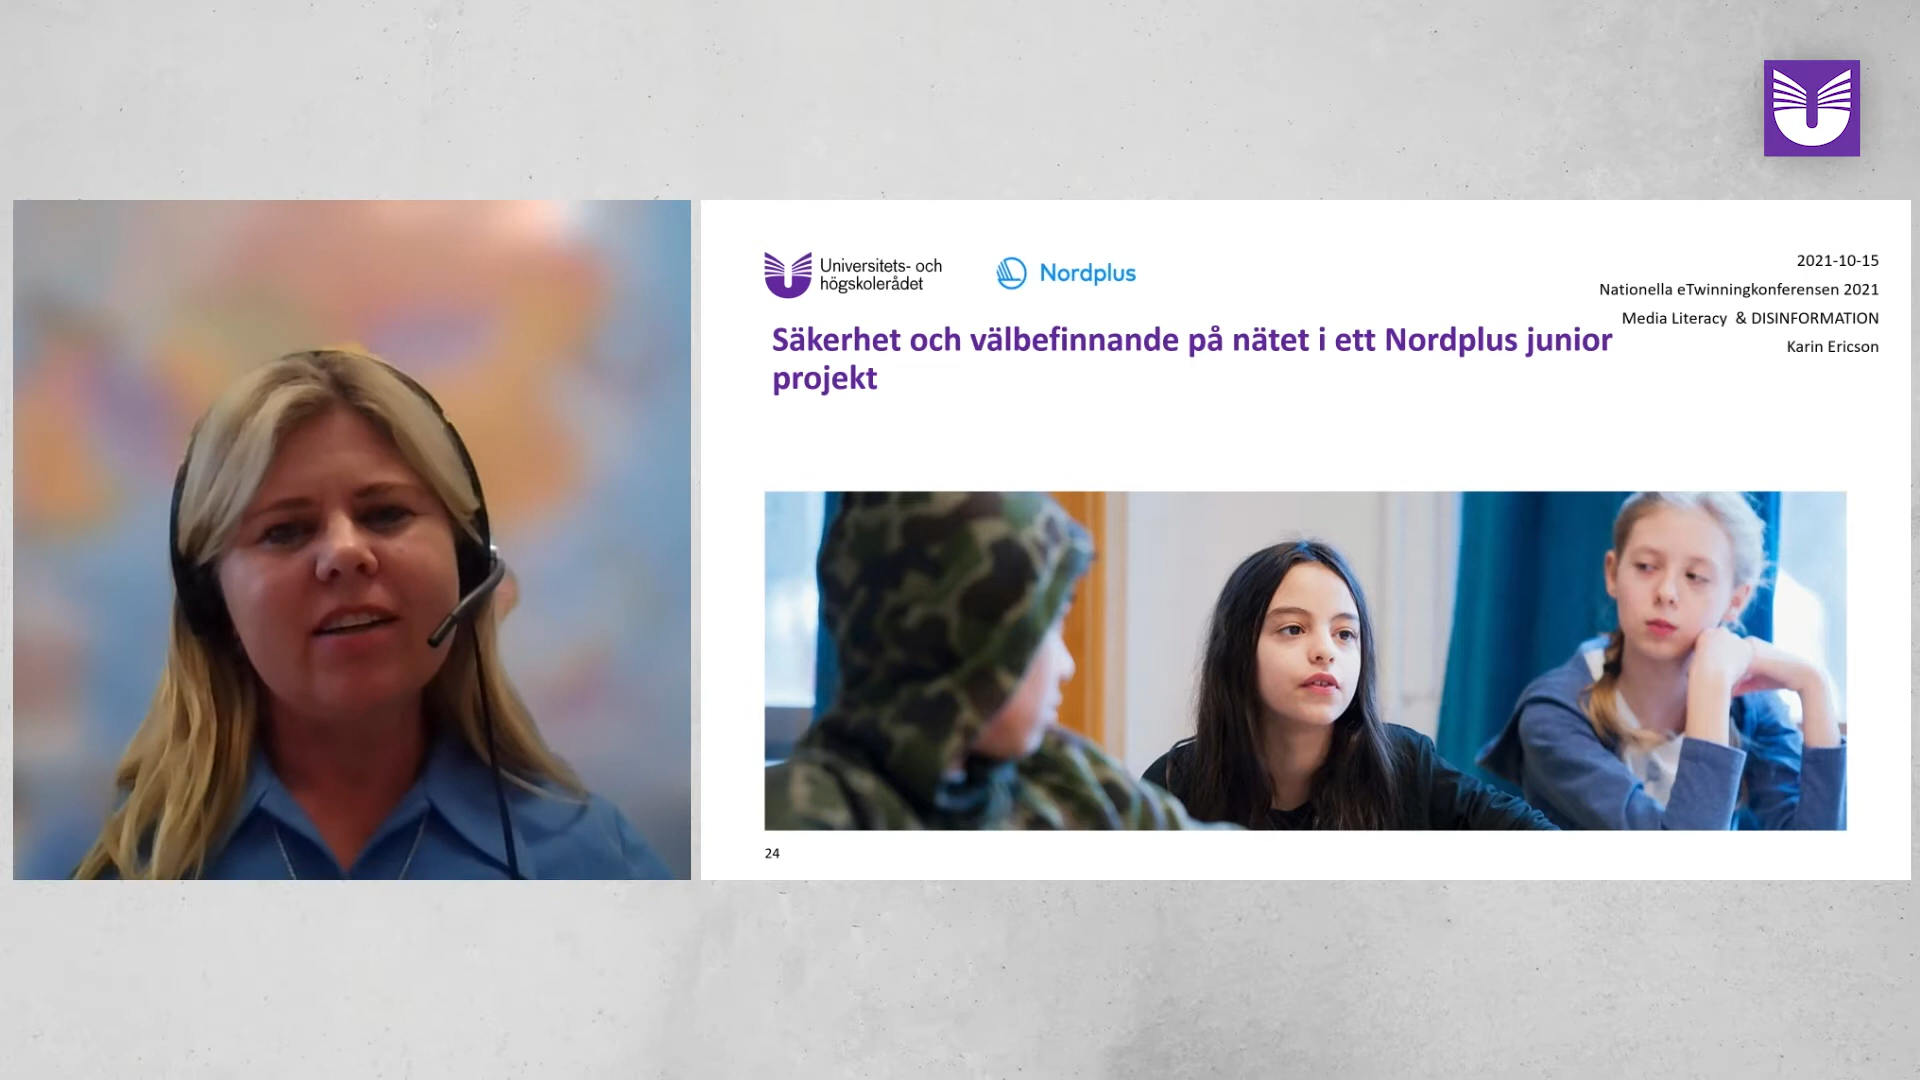 Universitets- och
högskolerådet
Nordplus
2021-10-15
Nationella eTwinningkonferensen 2021
Media Literacy & DISINFORMATION
Karin Ericson
Säkerhet och välbefinnande på nätet i ett Nordplus junior
projekt
24